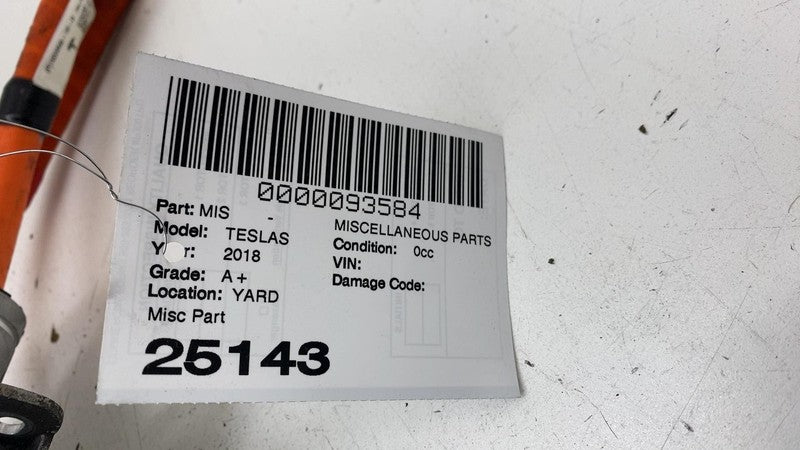 0000093584
Part: MIS - MISCELLANEOUS PARTS
Model: TESLAS Condition: 0cc
Year: 2018 VIN:
Grade: A+ Damage Code:
Location: YARD
Misc Part
25143